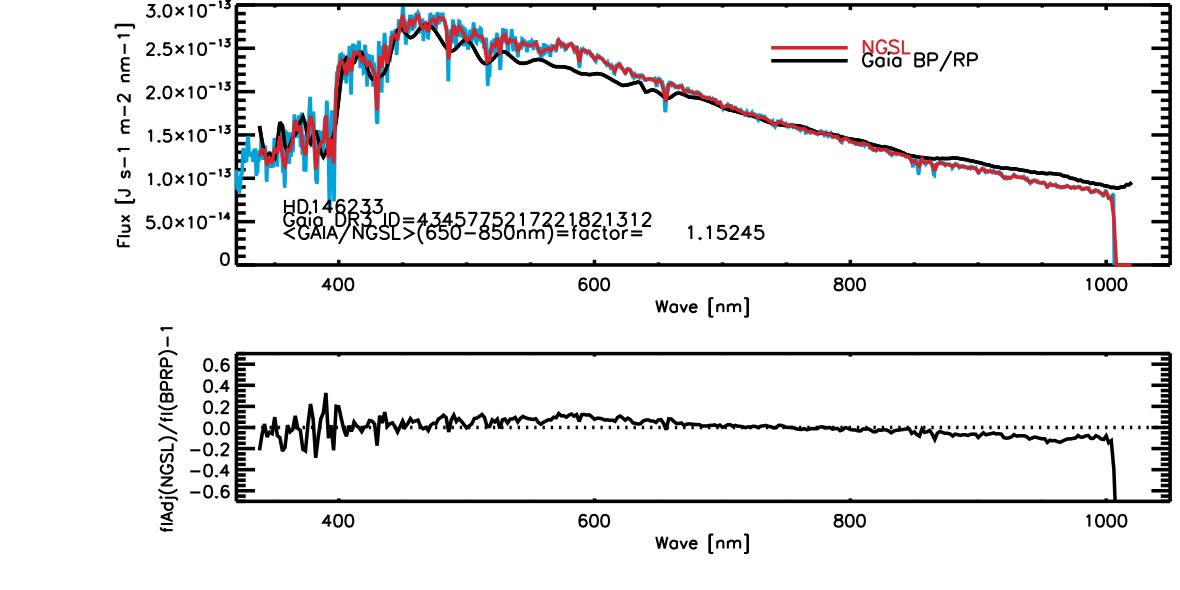 3.0×10−13
2.5×10−13
2.0×10−13
1.5×10−13
1.0×10−13
5.0×10−14
0
Flux [J s−1 m−2 nm−1]
NGSL
Gaia BP/RP
HD146233
Gaia DR3 ID=4345775217221821312
<GAIA/NGSL>(650−850nm)=factor= 1.15245
400 600 800 1000
Wave [nm]
0.6
0.4
0.2
0.0
−0.2
−0.4
−0.6
flAdj(NGSL)/fl(BPRP)−1
400 600 800 1000
Wave [nm]